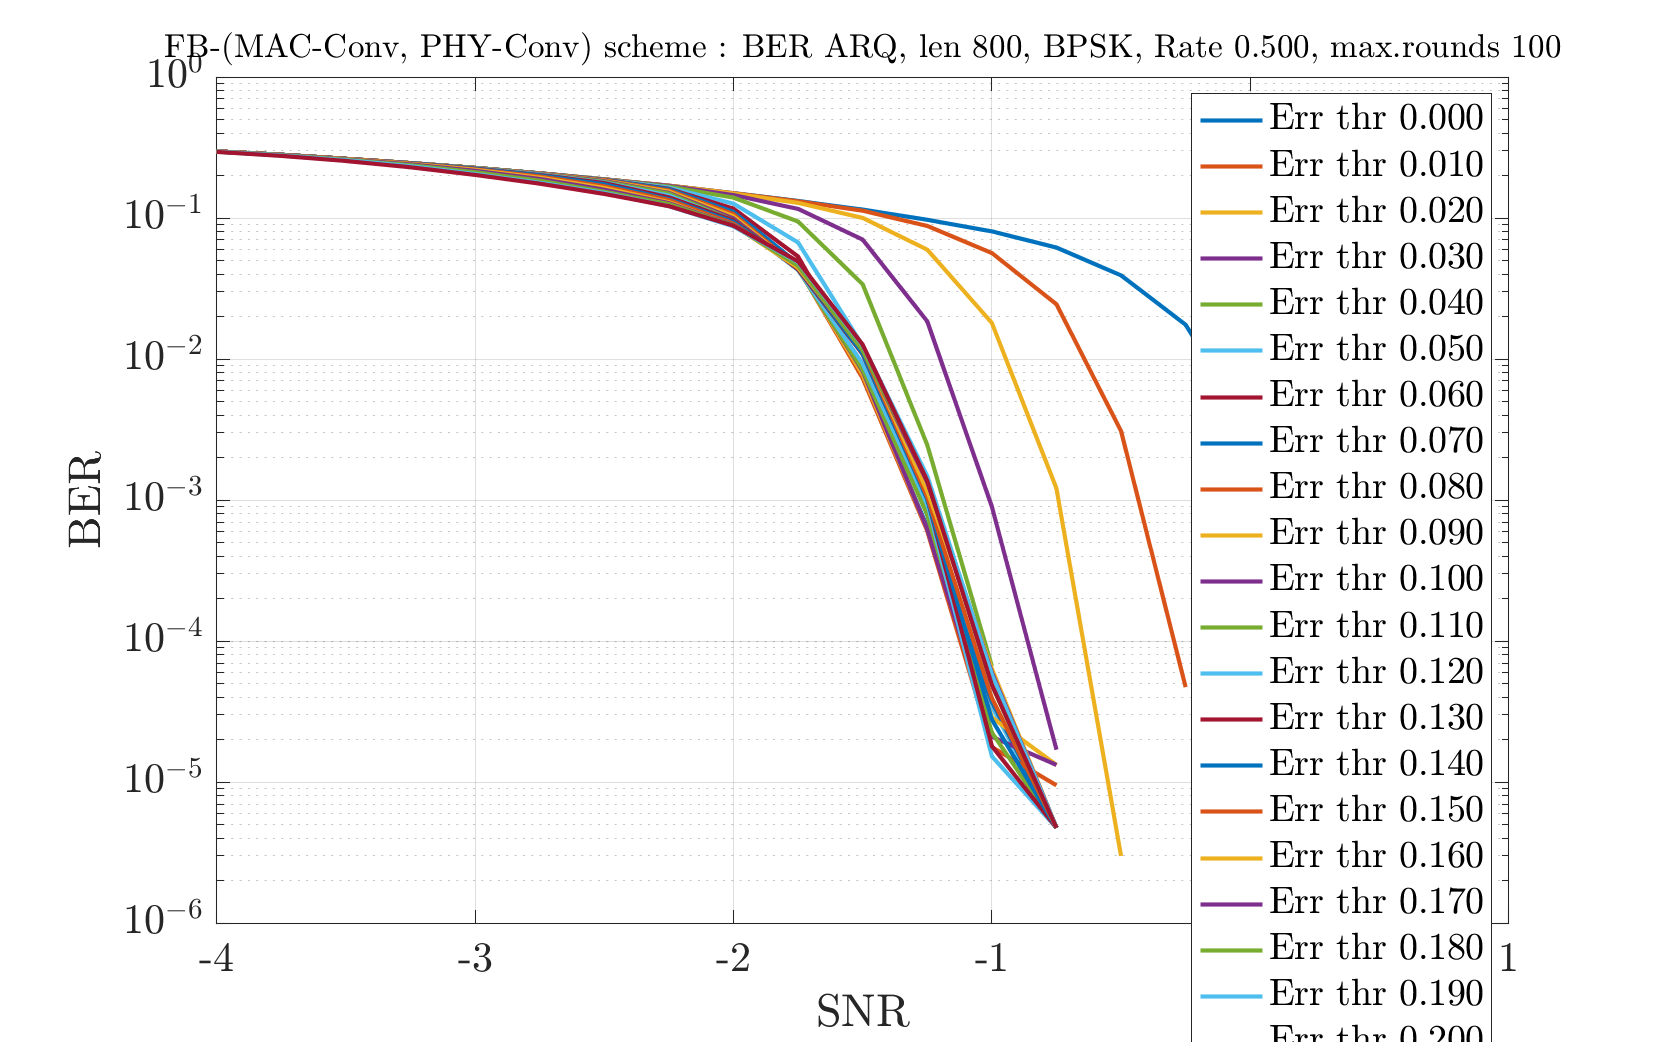 FB-(MAC-Conv, PHY-Conv) scheme : BER ARQ, len 800, BPSK, Rate 0.500, max.rounds 100
10^0
10^-1
10^-2
10^-3
10^-4
10^-5
10^-6
BER
-4
-3
-2
-1
1
SNR
Err thr 0.000
Err thr 0.010
Err thr 0.020
Err thr 0.030
Err thr 0.040
Err thr 0.050
Err thr 0.060
Err thr 0.070
Err thr 0.080
Err thr 0.090
Err thr 0.100
Err thr 0.110
Err thr 0.120
Err thr 0.130
Err thr 0.140
Err thr 0.150
Err thr 0.160
Err thr 0.170
Err thr 0.180
Err thr 0.190
Err thr 0.200